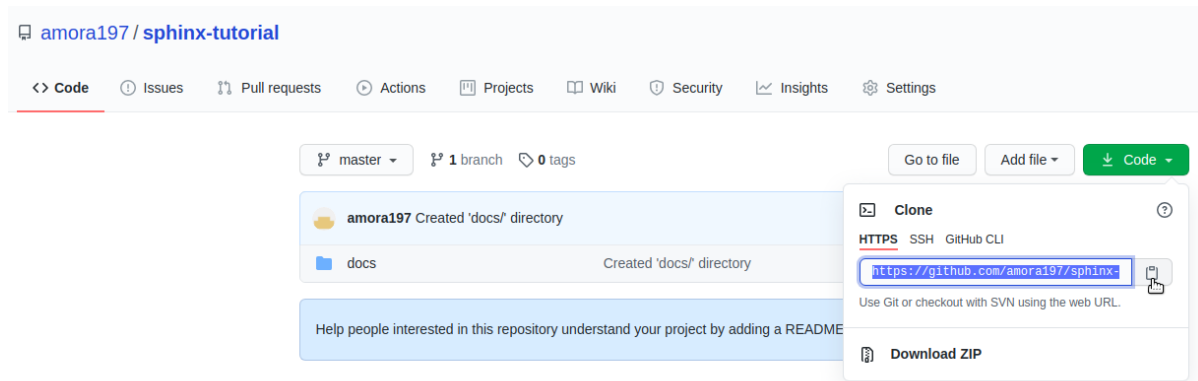 amora197 / sphinx-tutorial
Code Issues Pull requests Actions Projects Wiki Security Insights Settings
master 1 branch 0 tags Go to file Add file Code
amora197 Created 'docs/' directory
docs Created 'docs/' directory
Help people interested in this repository understand your project by adding a README
Clone
HTTPS SSH GitHub CLI
https://github.com/amora197/sphinx-
Use Git or checkout with SVN using the web URL.
Download ZIP